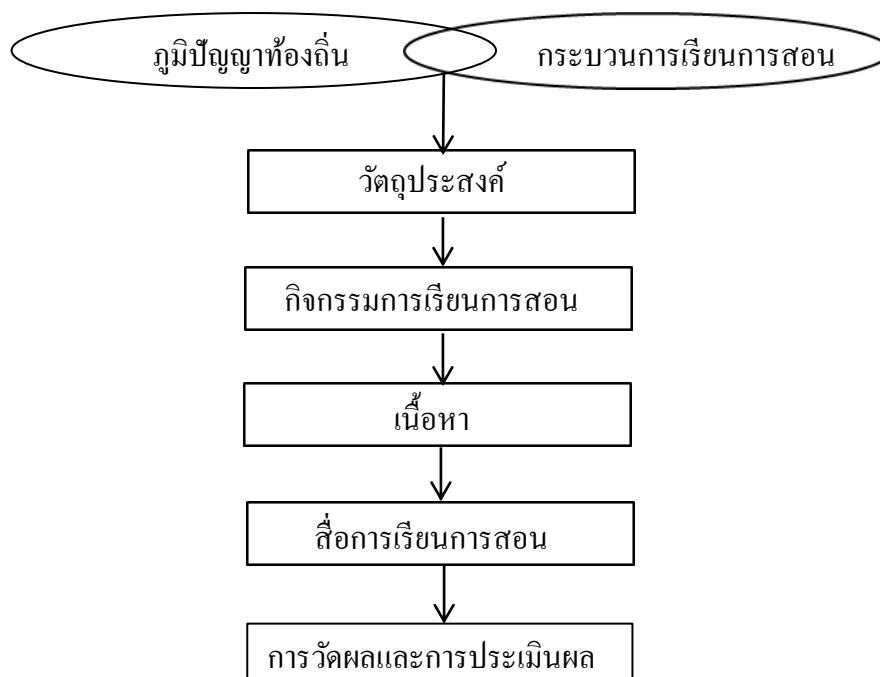 ภูมิปัญญาท้องถิ่น
กระบวนการเรียนการสอน
วัตถุประสงค์
กิจกรรมการเรียนการสอน
เนื้อหา
สื่อการเรียนการสอน
การวัดผลและการประเมินผล